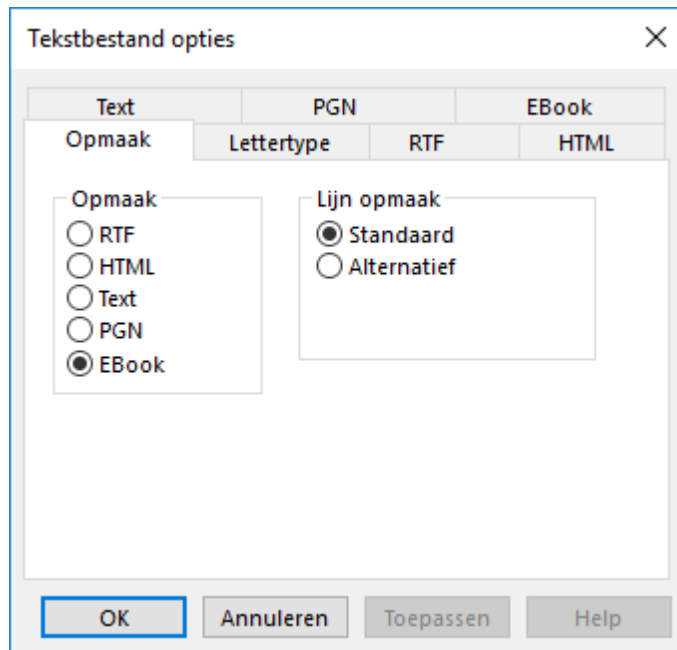 Tekstbestand opties
Text PGN EBook
Opmaak Lettertype RTF HTML
Opmaak
RTF
HTML
Text
PGN
EBook
Lijn opmaak
Standaard
Alternatief
OK Annuleren Toepassen Help